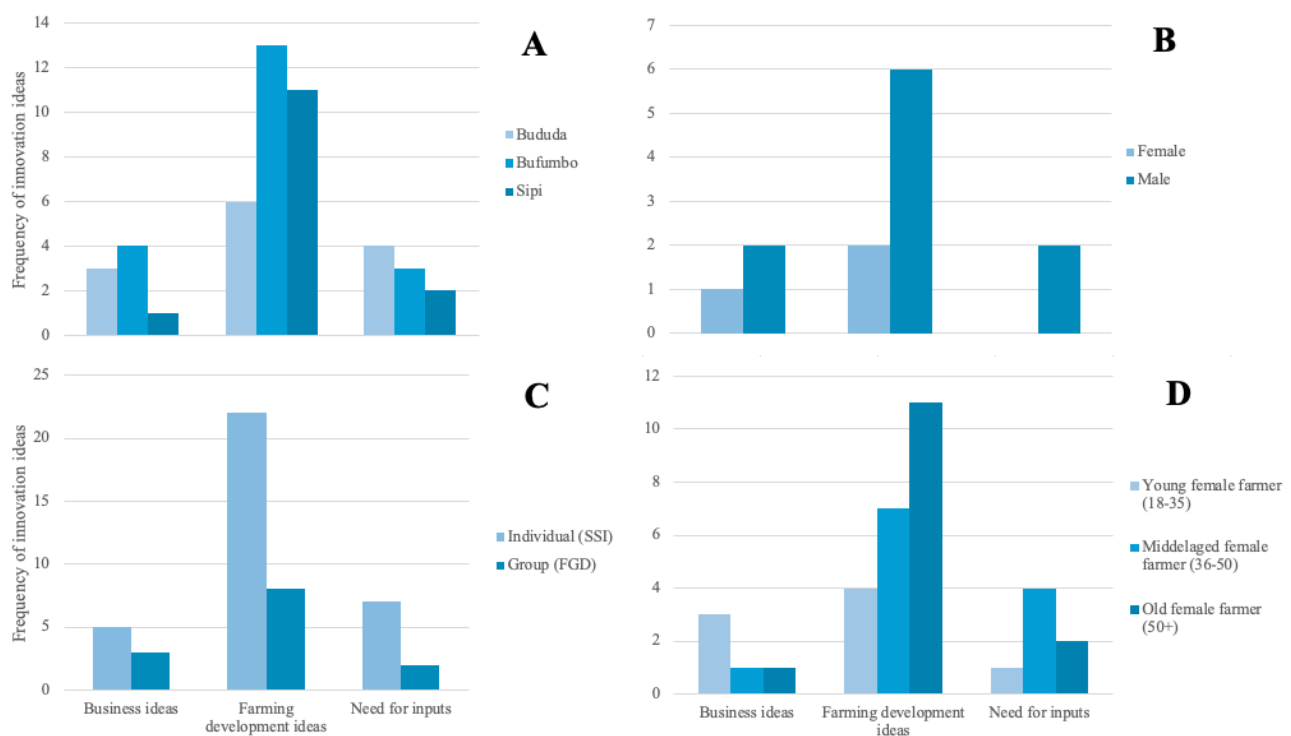 A
Frequency of innovation ideas
14
12
10
8
6
4
2
0
Bududa
Bufumbo
Sipi
B
7
6
5
4
3
2
1
0
Female
Male
C
Frequency of innovation ideas
25
20
15
10
5
0
Business ideas
Farming
development ideas
Need for inputs
Individual (SSI)
Group (FGD)
D
12
10
8
6
4
2
0
Business ideas
Farming development
ideas
Need for inputs
Young female farmer
(18-35)
Middelaged female
farmer (36-50)
Old female farmer
(50+)